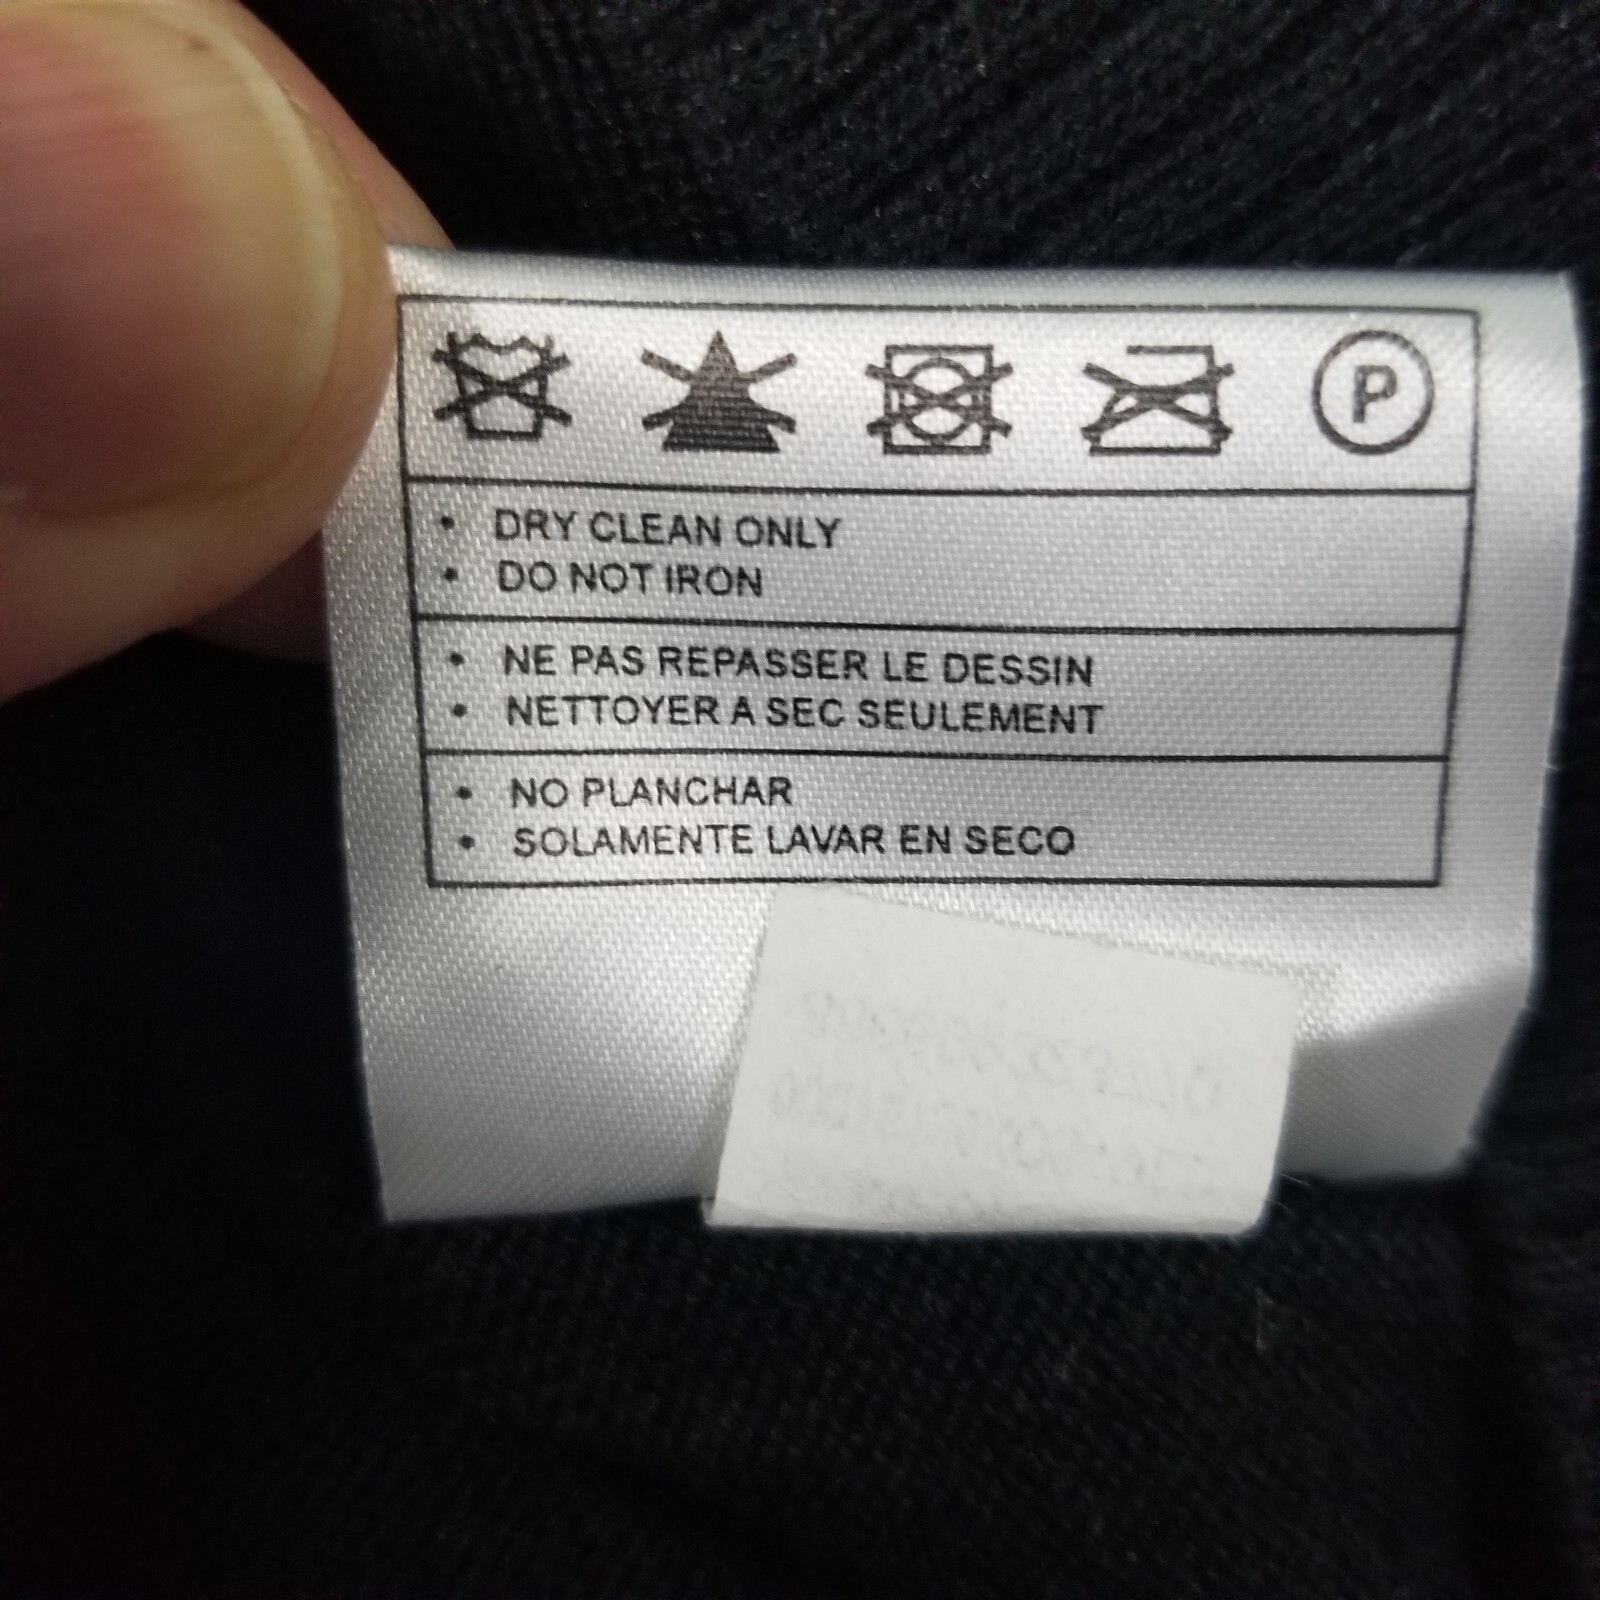 P
• DRY CLEAN ONLY
• DO NOT IRON
• NE PAS REPASSER LE DESSIN
• NETTOYER A SEC SEULEMENT
• NO PLANCHAR
• SOLAMENTE LAVAR EN SECO